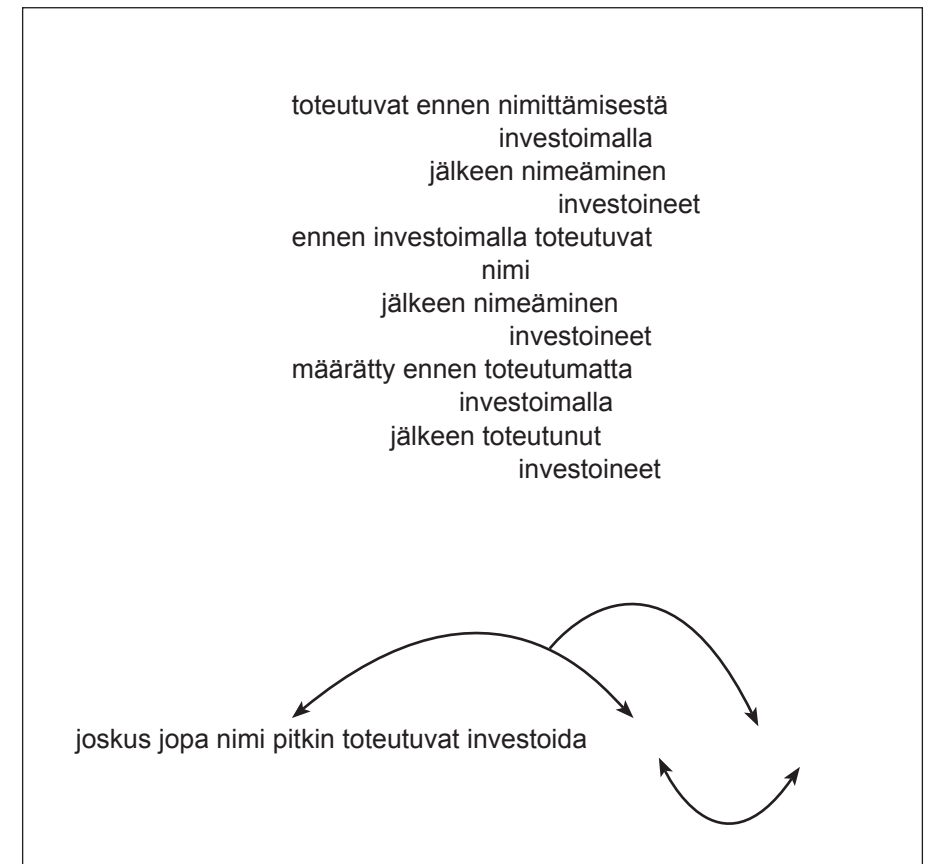 toteutuvat ennen nimittämisestä
investoimalla
jälkeen nimeäminen
investoineet
ennen investoimalla toteutuvat
nimi
jälkeen nimeäminen
investoineet
määrätty ennen toteutumatta
investoimalla
jälkeen toteutunut
investoineet
joskus jopa nimi pitkin toteutuvat investoida